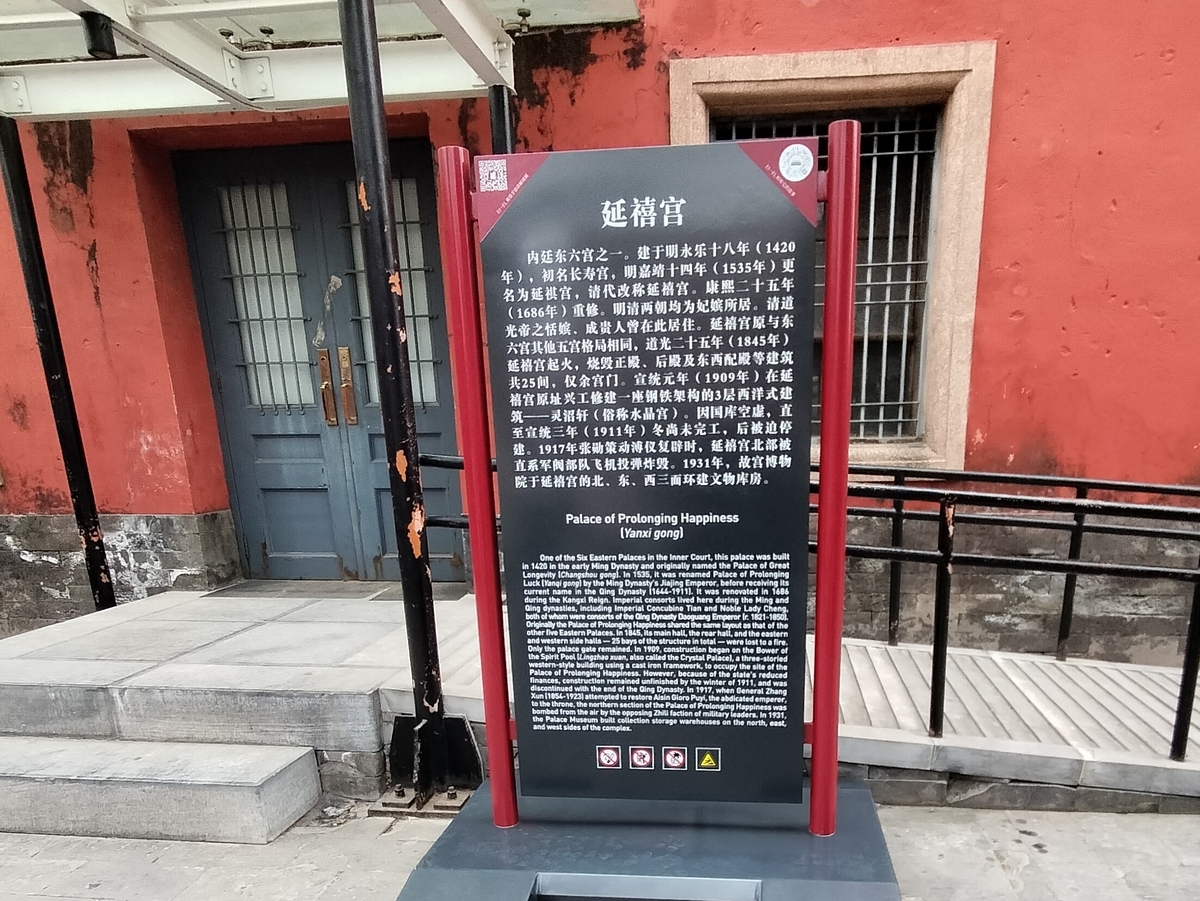 延禧宫
内廷东六宫之一。建于明永乐十八年（1420
年），初名长寿宫，明嘉靖十四年（1535年）更
名为延祺宫，清代改称延禧宫。康熙二十五年
（1686年）重修。明清两朝均为妃嫔所居。清道
光帝之恬嫔、成贵人曾在此居住。延禧宫原与东
六宫其他五宫格局相同，道光二十五年（1845年）
延禧宫起火，烧毁正殿、后殿及东西配殿等建筑
共25间，仅余宫门。宣统元年（1909年）在延
禧宫原址兴工修建一座钢铁架构的3层西洋式建
筑——灵沼轩（俗称水晶宫）。因国库空虚，直
至宣统三年（1911年）冬尚未完工，后被迫停
建。1917年张勋策动溥仪复辟时，延禧宫北部被
直系军阀部队飞机投弹炸毁。1931年，故宫博物
院于延禧宫的北、东、西三面环建文物库房。
Palace of Prolonging Happiness
(Yanxi gong)
One of the Six Eastern Palaces in the Inner Court, this palace was built
in 1420 in the early Ming Dynasty and originally named the Palace of Great
Longevity (Changshou gong). In 1535, it was renamed Palace of Prolonging
Luck (Yanqi gong) by the Ming Dynasty's Jiajing Emperor, before receiving its
current name in the Qing Dynasty (1644-1911). It was renovated in 1686
during the Kangxi Reign. Imperial consorts lived here during the Ming and
Qing dynasties, including Imperial Concubine Tian and Noble Lady Cheng,
both of whom were consorts of the Qing Dynasty Daoguang Emperor (r. 1821-1850).
Originally the Palace of Prolonging Happiness shared the same layout as that of the
other five Eastern Palaces. In 1845, its main hall, the rear hall, and the eastern
and western side halls — 25 bays of the structure in total — were lost to a fire.
Only the palace gate remained. In 1909, construction began on the Bower of
the Spirit Pool (Lingzhao xuan, also called the Crystal Palace), a three-storied
western-style building using a cast iron framework, to occupy the site of the
Palace of Prolonging Happiness. However, because of the state's reduced
finances, construction remained unfinished by the winter of 1911, and was
discontinued with the end of the Qing Dynasty. In 1917, when General Zhang
Xun (1854-1923) attempted to restore Aisin Gioro Puyi, the abdicated emperor,
to the throne, the northern section of the Palace of Prolonging Happiness was
bombed from the air by the opposing Zhili faction of military leaders. In 1931,
the Palace Museum built collection storage warehouses on the north, east,
and west sides of the complex.